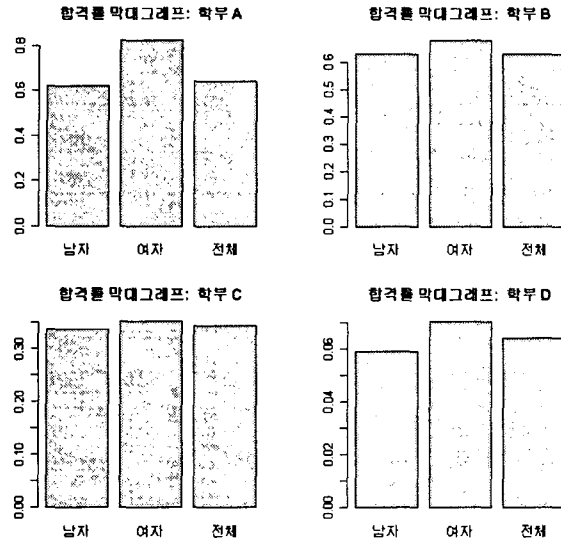 합격률 막대그래프: 학부 A
0.8
0.6
0.4
0.2
0.0
남자 여자 전체
합격률 막대그래프: 학부 B
0.6
0.5
0.4
0.3
0.2
0.1
0.0
남자 여자 전체
합격률 막대그래프: 학부 C
0.30
0.20
0.10
0.00
남자 여자 전체
합격률 막대그래프: 학부 D
0.06
0.04
0.02
0.00
남자 여자 전체